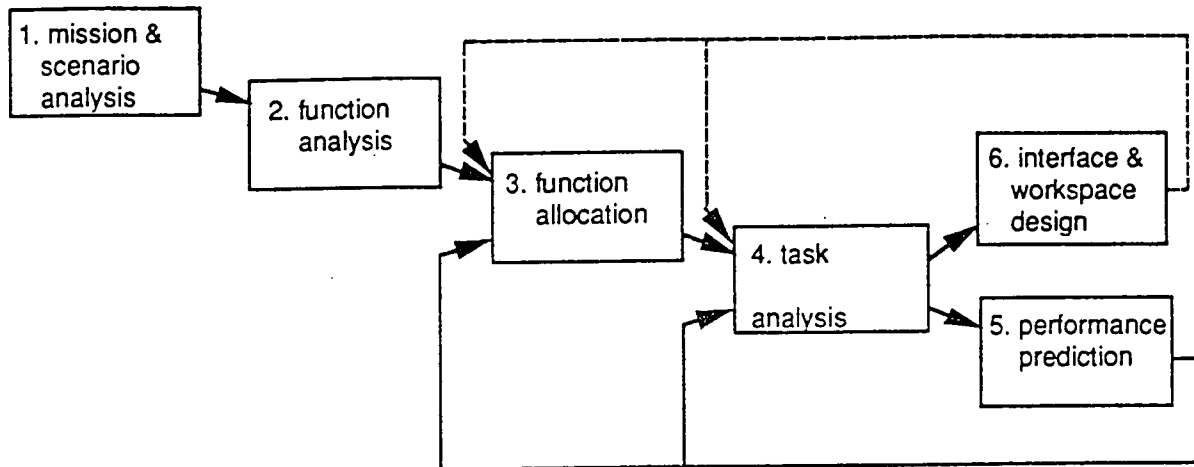 1. mission &
scenario
analysis
2. function
analysis
3. function
allocation
4. task
analysis
6. interface &
workspace
design
5. performance
prediction